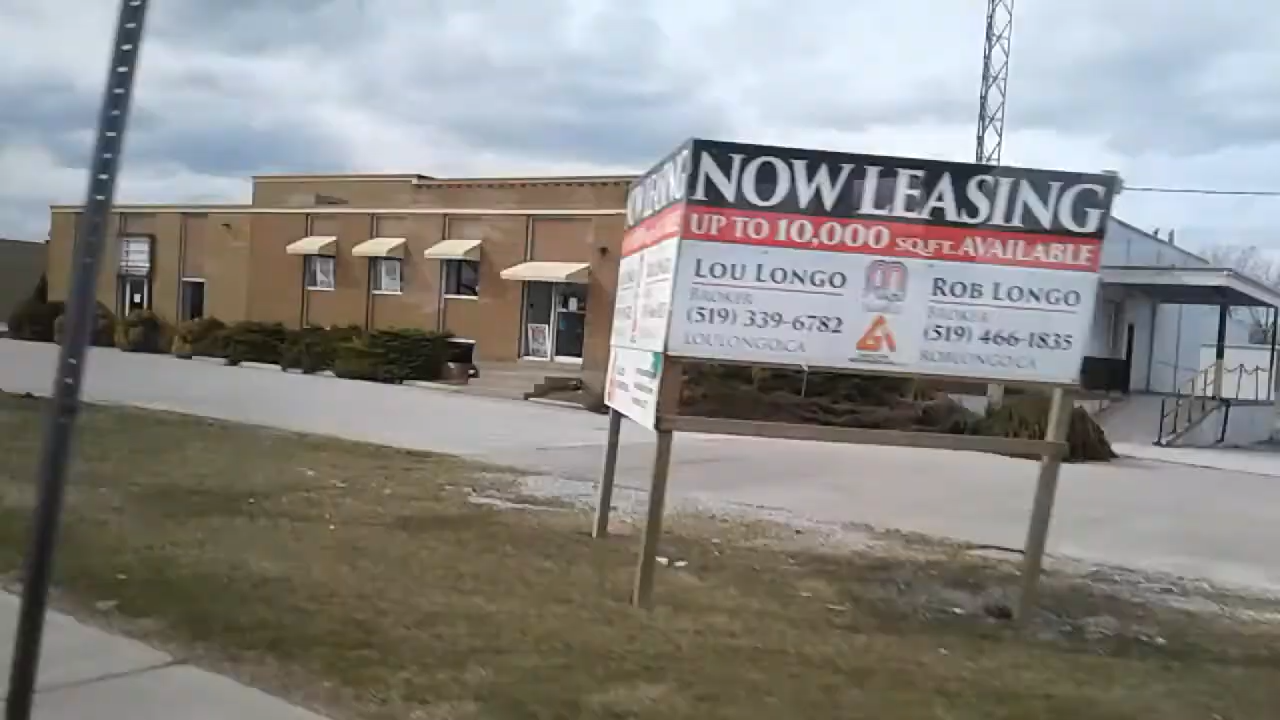 NOW LEASING
UP TO 10,000 SQ.FT. AVAILABLE
LOU LONGO
BROKER
(519) 339-6782
LOULONGO.CA
ROB LONGO
BROKER
(519) 466-1835
ROBLONGO.CA